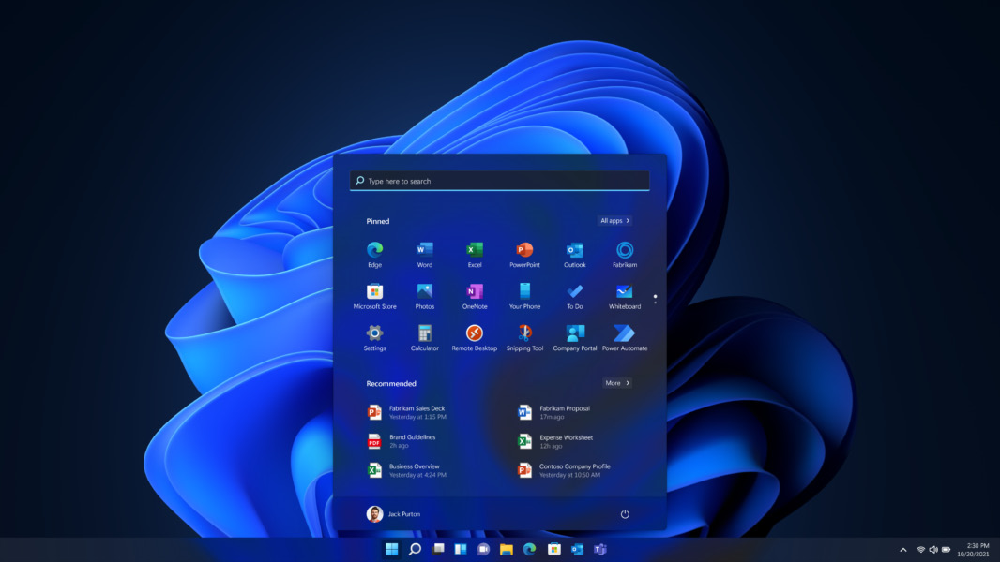 Type here to search
Pinned
All apps >
Edge
Word
Excel
PowerPoint
Outlook
Fabrikam
Microsoft Store
Photos
OneNote
Your Phone
To Do
Whiteboard
Settings
Calculator
Remote Desktop
Snipping Tool
Company Portal
Power Automate
Recommended
More >
Fabrikam Sales Deck
Yesterday at 1:15 PM
Fabrikam Proposal
17m ago
PDF
Brand Guidelines
2h ago
Expense Worksheet
12h ago
Business Overview
Yesterday at 4:24 PM
Contoso Company Profile
Yesterday at 10:50 AM
Jack Purton
2:30 PM
10/20/2021